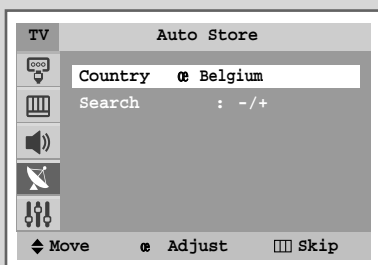 TV Auto Store
Country œ Belgium
Search : -/+
Move œ Adjust Skip